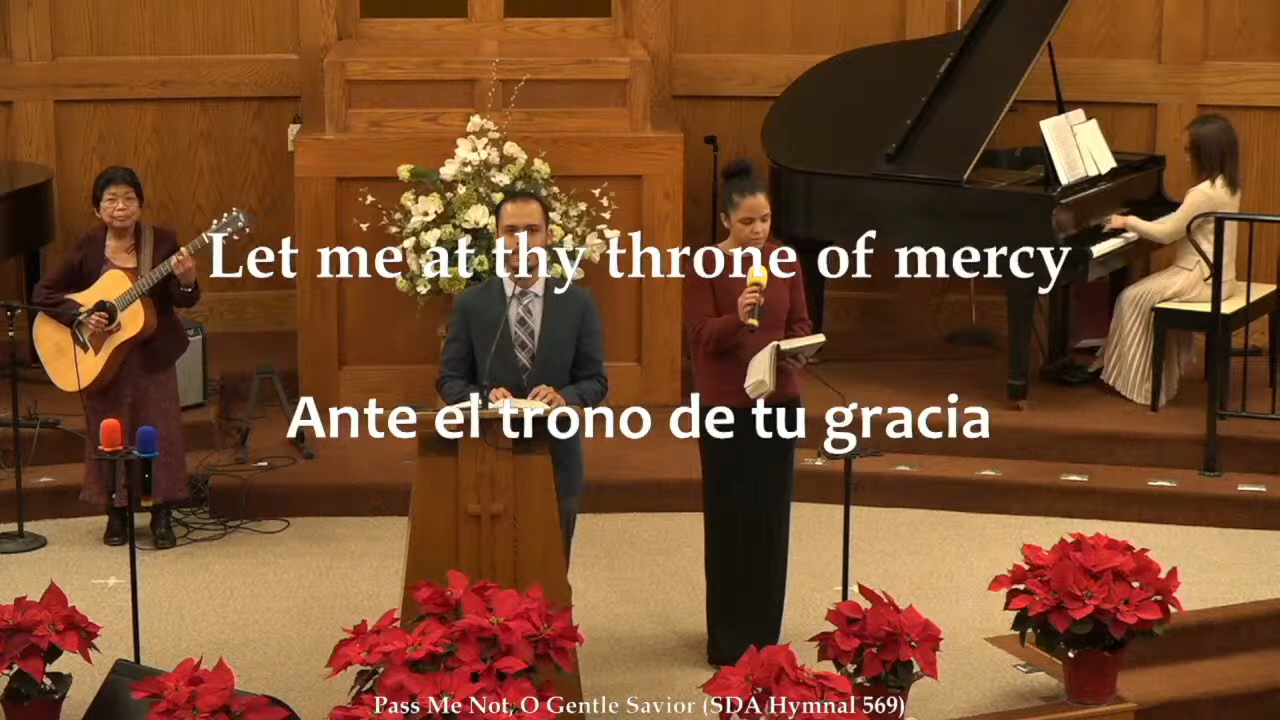 Let me at thy throne of mercy
Ante el trono de tu gracia
Pass Me Not, O Gentle Savior (SDA Hymnal 569)